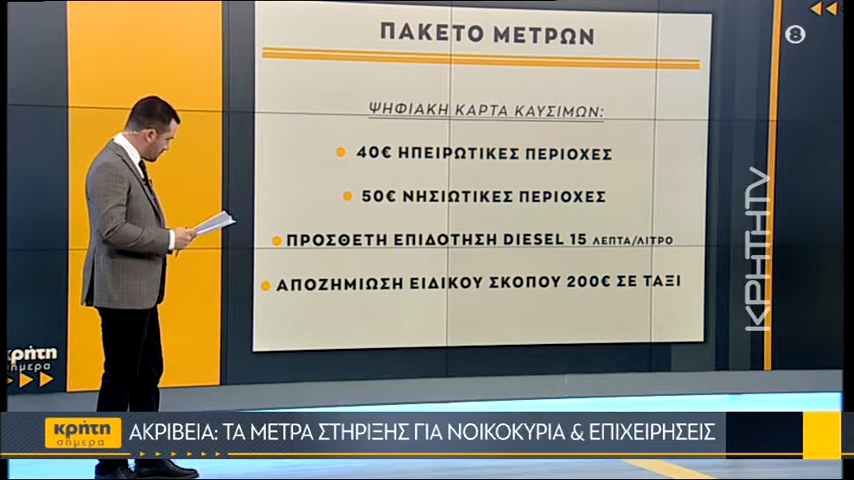 ΠΑΚΕΤΟ ΜΕΤΡΩΝ
8
ΨΗΦΙΑΚΗ ΚΑΡΤΑ ΚΑΥΣΙΜΩΝ:
40€ ΗΠΕΙΡΩΤΙΚΕΣ ΠΕΡΙΟΧΕΣ
50€ ΝΗΣΙΩΤΙΚΕΣ ΠΕΡΙΟΧΕΣ
ΠΡΟΣΘΕΤΗ ΕΠΙΔΟΤΗΣΗ DIESEL 15 ΛΕΠΤΑ/ΛΙΤΡΟ
ΑΠΟΖΗΜΙΩΣΗ ΕΙΔΙΚΟΥ ΣΚΟΠΟΥ 200€ ΣΕ ΤΑΞΙ
ΚΡΗΤΗTV
κρήτη
σήμερα
κρήτη
σήμερα
ΑΚΡΙΒΕΙΑ: ΤΑ ΜΕΤΡΑ ΣΤΗΡΙΞΗΣ ΓΙΑ ΝΟΙΚΟΚΥΡΙΑ & ΕΠΙΧΕΙΡΗΣΕΙΣ